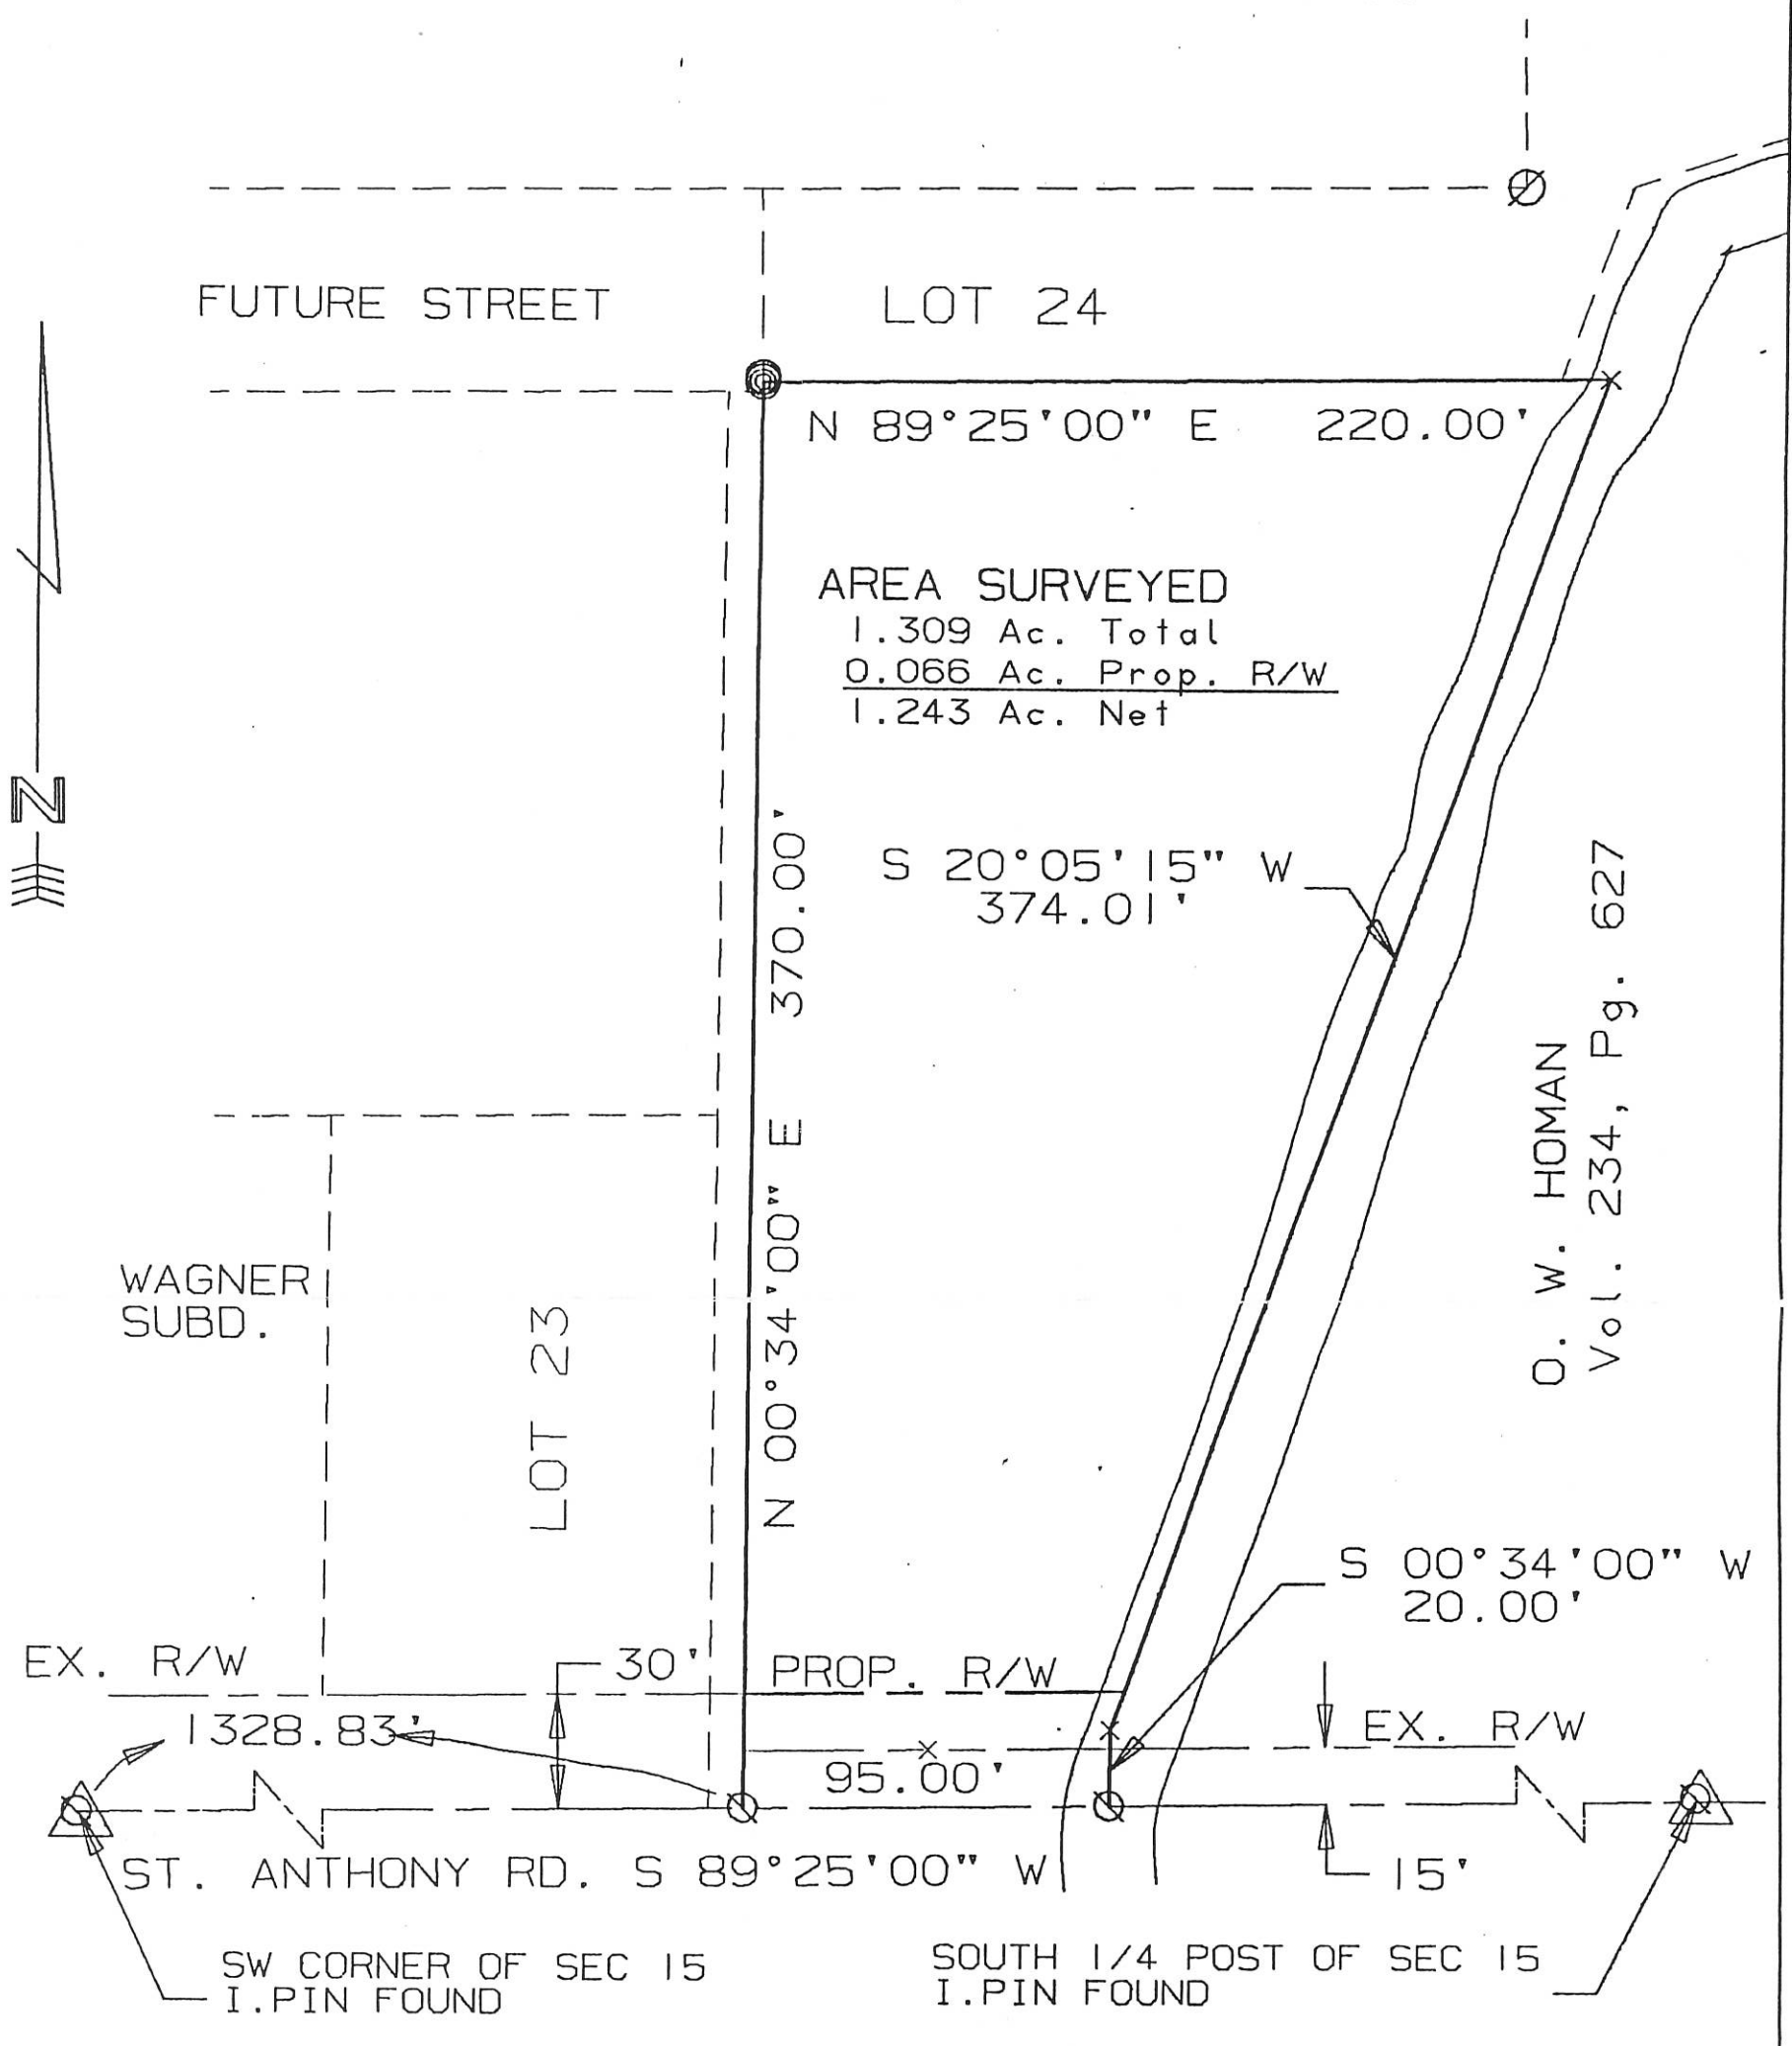 FUTURE STREET
LOT 24
N 89°25'00" E 220.00'
AREA SURVEYED
1.309 Ac. Total
0.066 Ac. Prop. R/W
1.243 Ac. Net
N
S 20°05'15" W
374.01'
N 00°34'00" E 370.00'
O. W. HOMAN
Vol. 234, Pg. 627
WAGNER
SUBD.
LOT 23
S 00°34'00" W
20.00'
EX. R/W
30'
PROP. R/W
1328.83'
95.00'
EX. R/W
ST. ANTHONY RD. S 89°25'00" W
15'
SW CORNER OF SEC 15
I.PIN FOUND
SOUTH 1/4 POST OF SEC 15
I.PIN FOUND